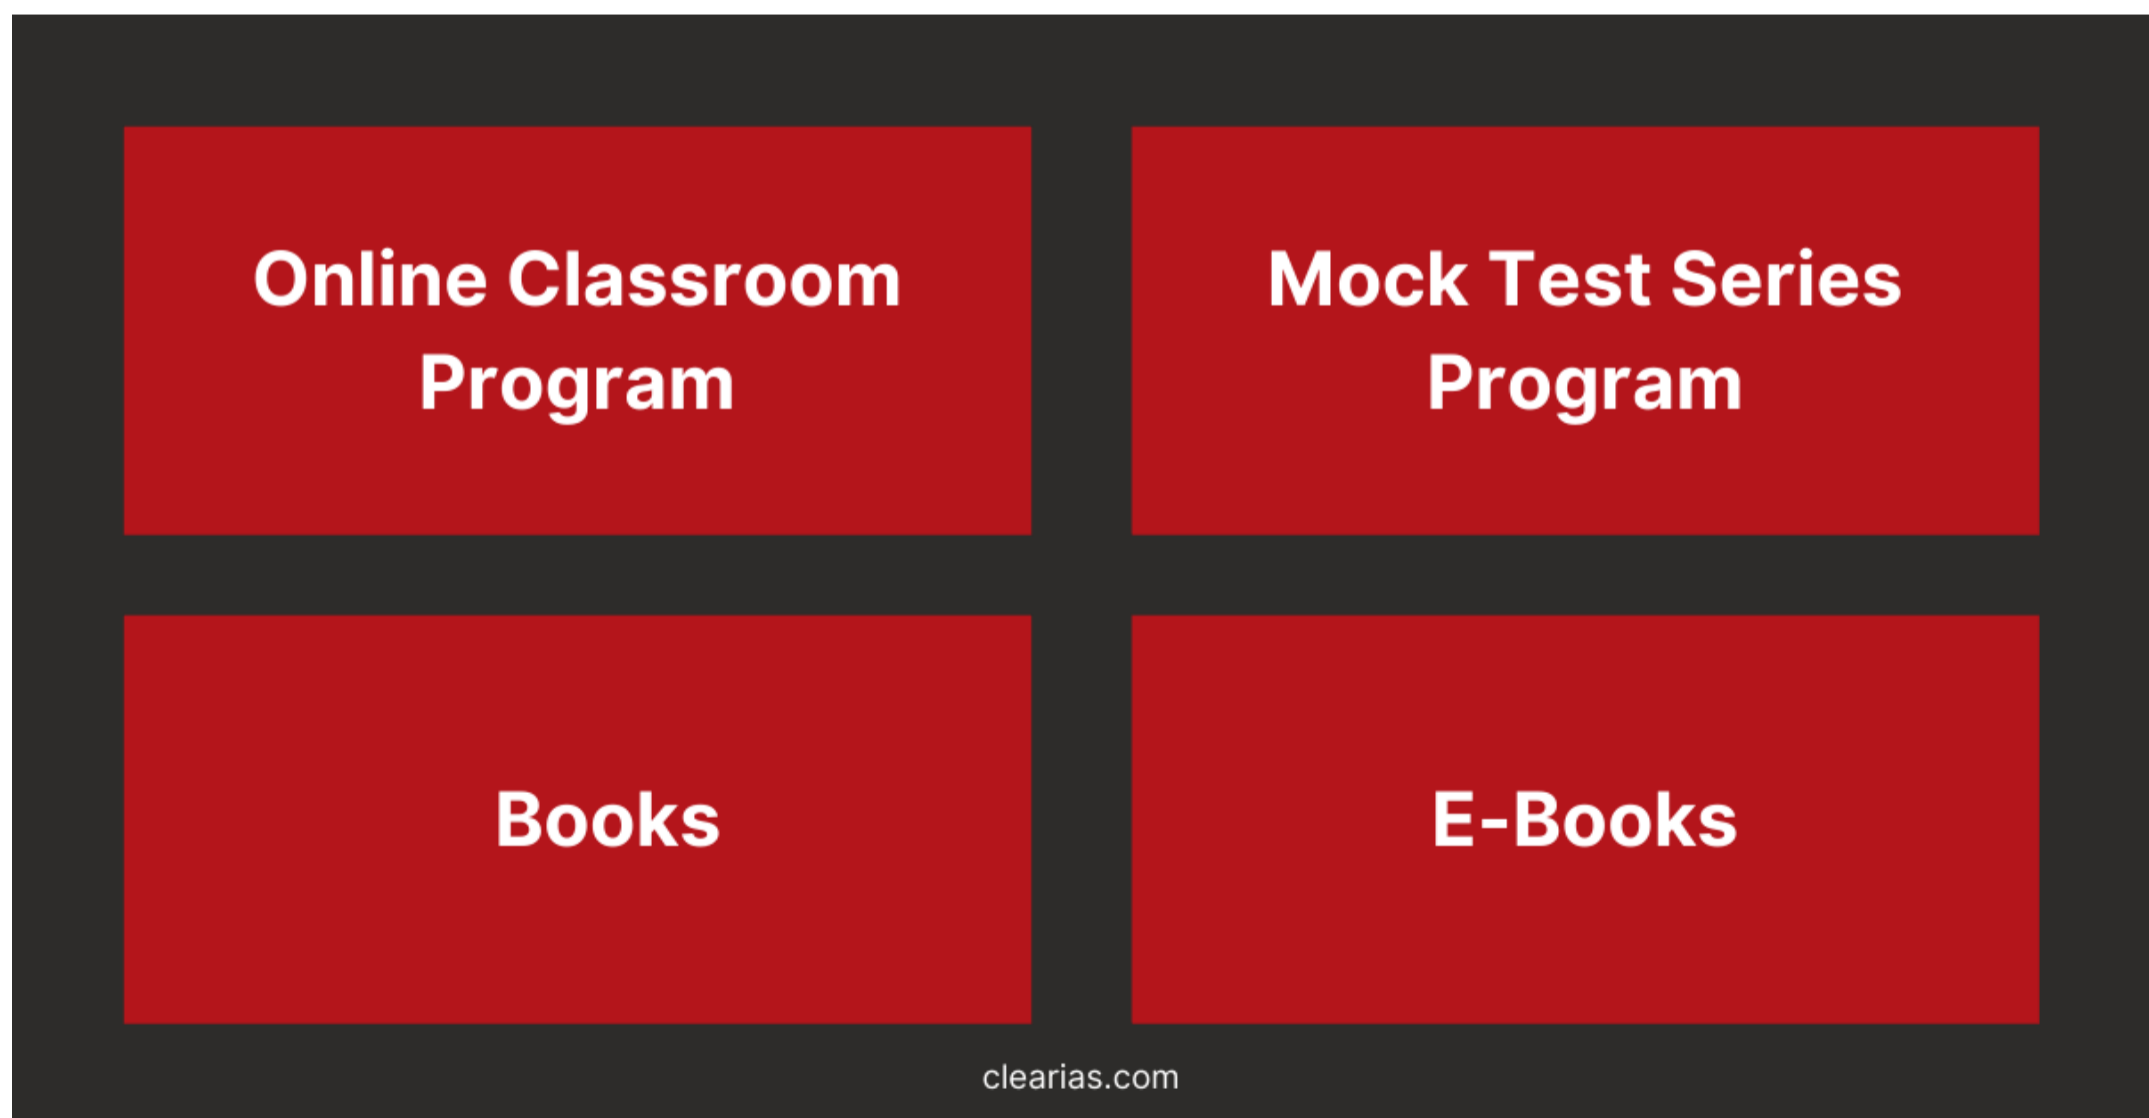 Online Classroom
Program
Mock Test Series
Program
Books
E-Books
clearias.com